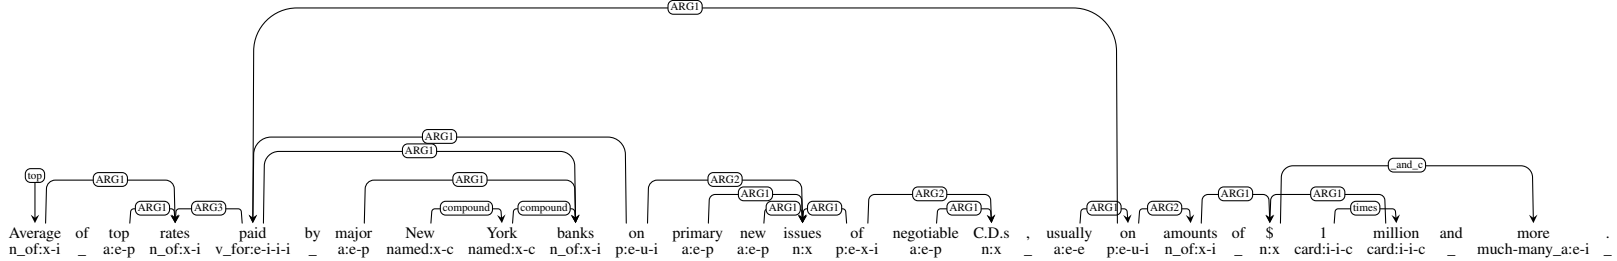 ARG1
ARG1
ARG1
_and_c
top ARG1 ARG1 ARG2 ARG2 ARG1 ARG1
ARG1
ARG1 ARG3 compound compound ARG1 ARG1 ARG1 ARG1 ARG2 times
Average of top rates paid by major New York banks on primary new issues of negotiable C.D.s , usually on amounts of $ 1 million and more .
n_of:x-i _ a:e-p n_of:x-i v_for:e-i-i-i _ a:e-p named:x-c named:x-c n_of:x-i p:e-u-i a:e-p a:e-p n:x p:e-x-i a:e-p n:x _ a:e-e p:e-u-i n_of:x-i _ n:x card:i-i-c card:i-i-c _ much-many_a:e-i _